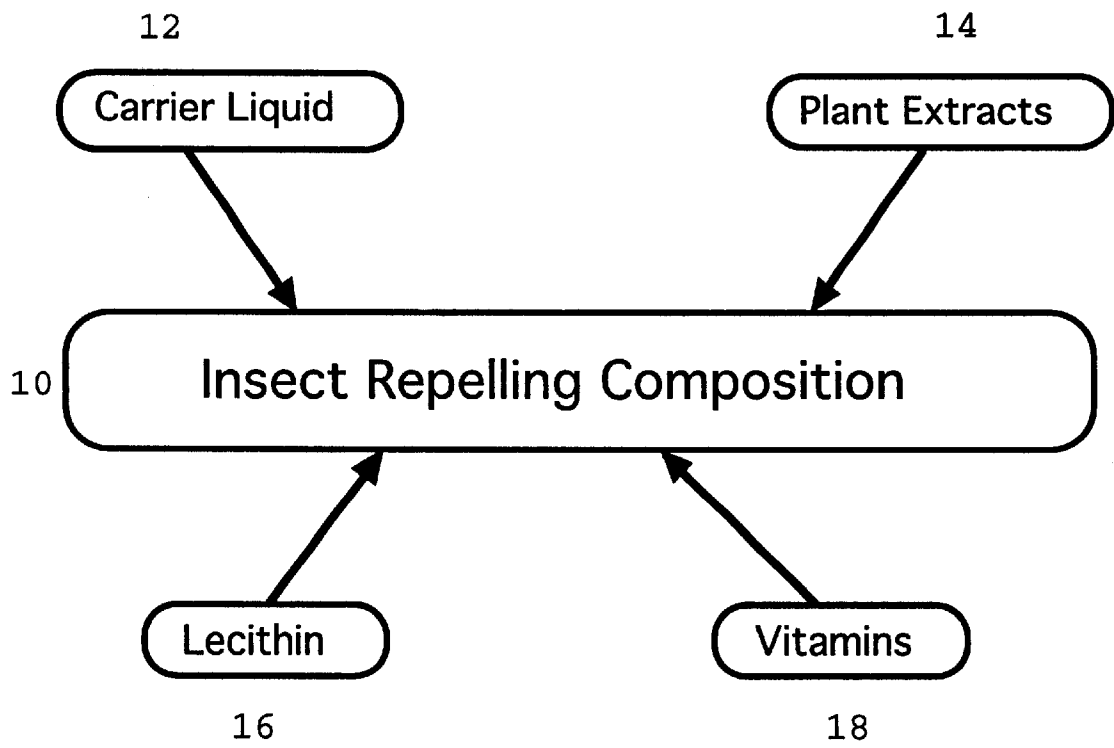 12
14
Carrier Liquid
Plant Extracts
10
Insect Repelling Composition
Lecithin
Vitamins
16
18